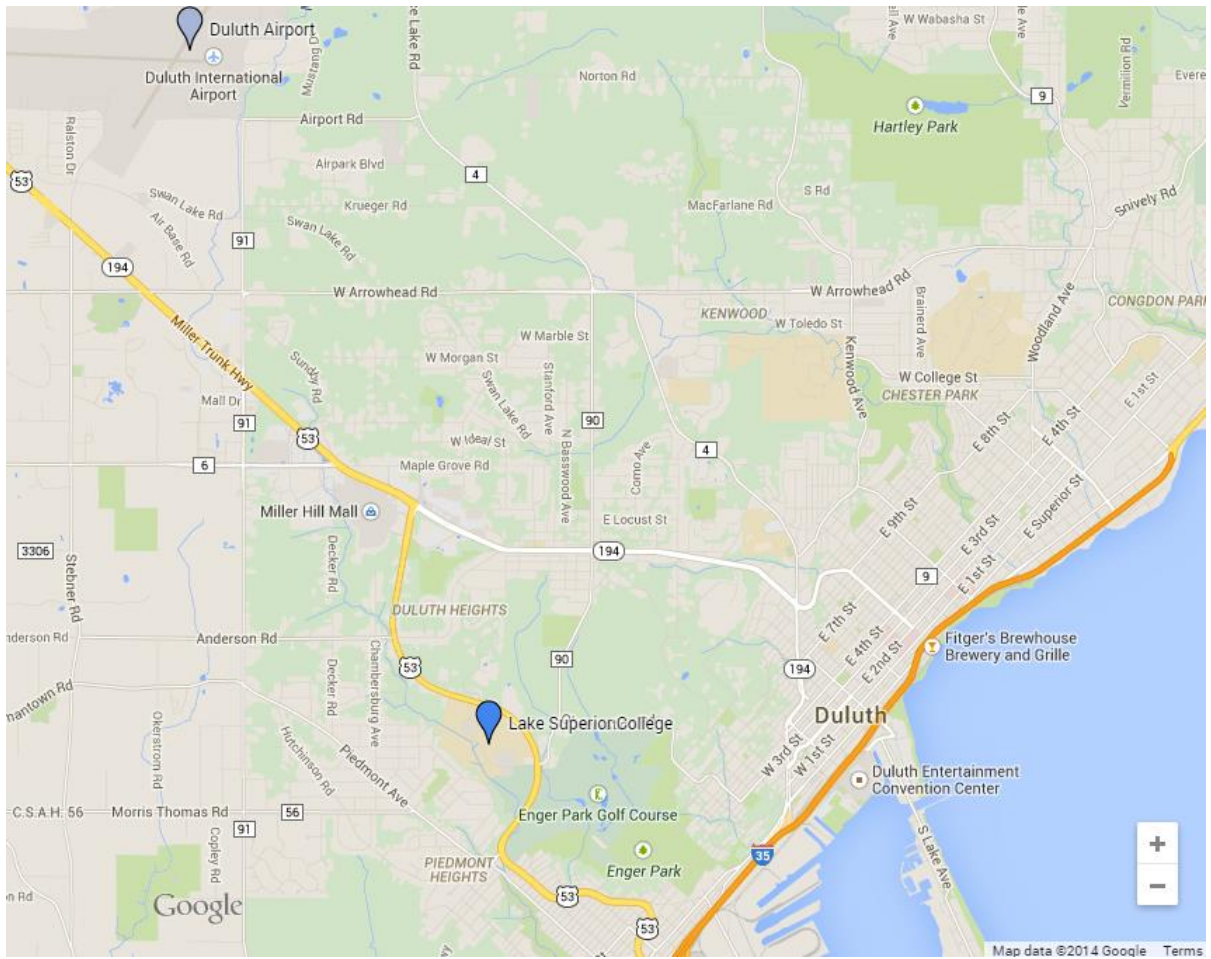 Duluth Airport
Duluth International
Airport
W Wabasha St
Vermilion Rd
Norton Rd
9
Hartley Park
Airport Rd
Ralston Dr
Airpark Blvd
4
53
Swan Lake Rd
Krueger Rd
S Rd
MacFarlane Rd
Snively Rd
Air Base Rd
Swan Lake Rd
91
194
W Arrowhead Rd
W Arrowhead Rd
KENWOOD
Brainerd Ave
CONGDON PARK
W Toledo St
Woodland Ave
Miller Trunk Hwy
W Marble St
Kenwood Ave
W Morgan St
Sundby Rd
Stanford Ave
Swan Lake Rd
W College St
CHESTER PARK
E 1st St
Mall Dr
91
53
90
E 8th St
E 4th St
W Ideal St
N Basswood Ave
Como Ave
4
6
Maple Grove Rd
Miller Hill Mall
E Locust St
E 9th St
E 3rd St
E Superior St
3306
Stebner Rd
Decker Rd
194
9
E 1st St
DULUTH HEIGHTS
E 7th St
E 4th St
E 2nd St
Anderson Rd
Chambersburg Ave
Decker Rd
53
90
194
Fitger's Brewhouse
Brewery and Grille
Okerstrom Rd
Hutchinson Rd
Lake Superior College
Duluth
Piedmont Ave
W 3rd St
W 1st St
Duluth Entertainment
Convention Center
C.S.A.H. 56
Morris Thomas Rd
56
91
Copley Rd
Enger Park Golf Course
S Lake Ave
PIEDMONT
HEIGHTS
Enger Park
35
+
−
53
53
Google
Map data ©2014 Google
Terms